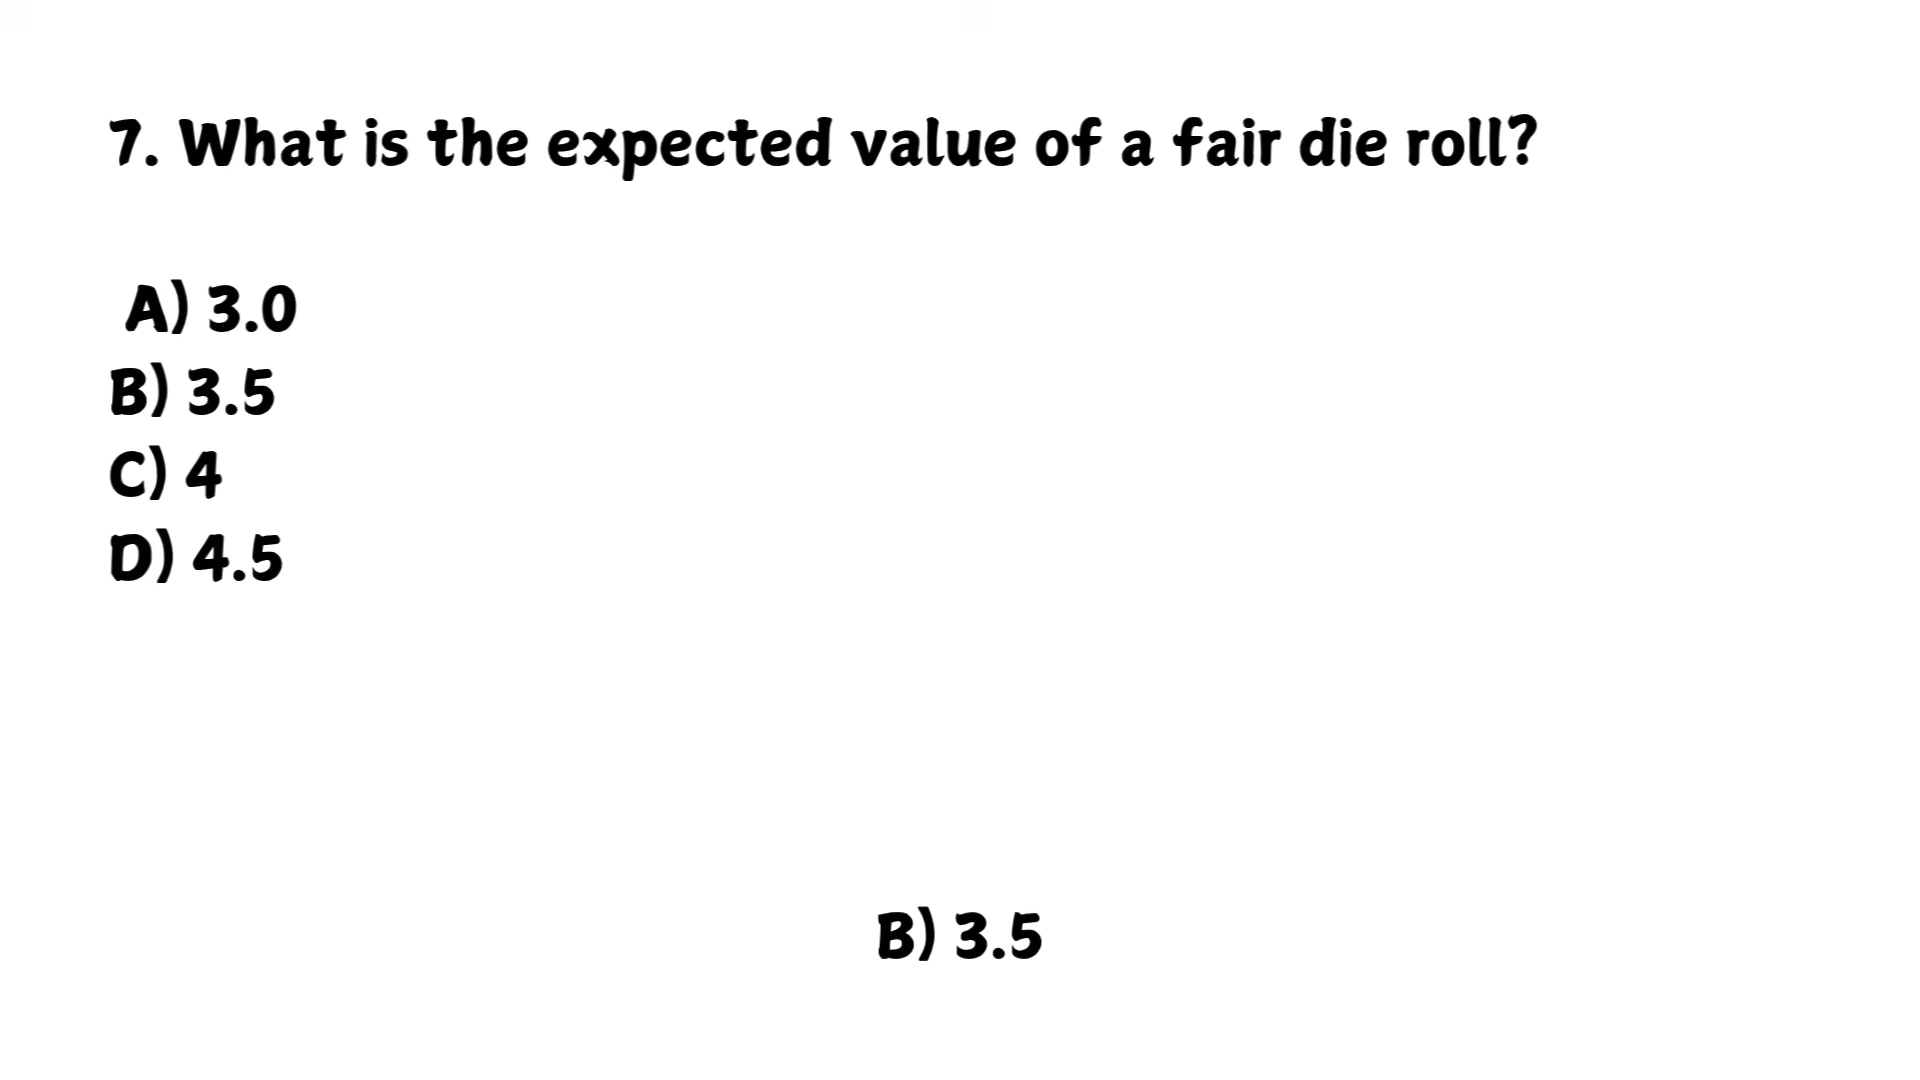 7. What is the expected value of a fair die roll?
A) 3.0
B) 3.5
C) 4
D) 4.5
B) 3.5